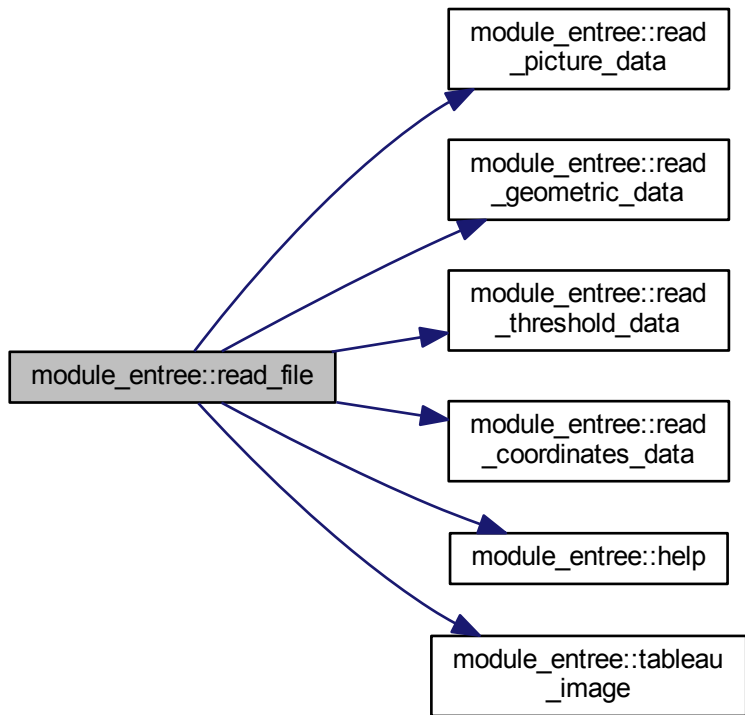 module_entree::read
_picture_data
module_entree::read
_geometric_data
module_entree::read
_threshold_data
module_entree::read_file
module_entree::read
_coordinates_data
module_entree::help
module_entree::tableau
_image